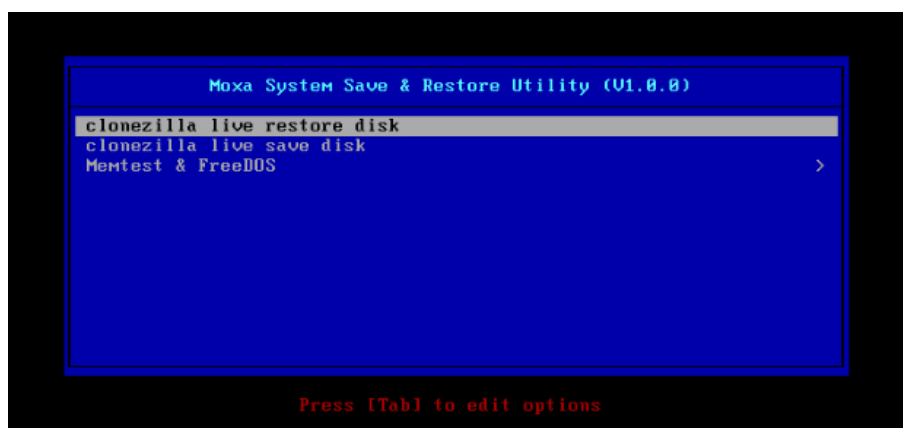 Moxa System Save & Restore Utility (V1.0.0)
clonezilla live restore disk
clonezilla live save disk
Memtest & FreeDOS >
Press [Tab] to edit options